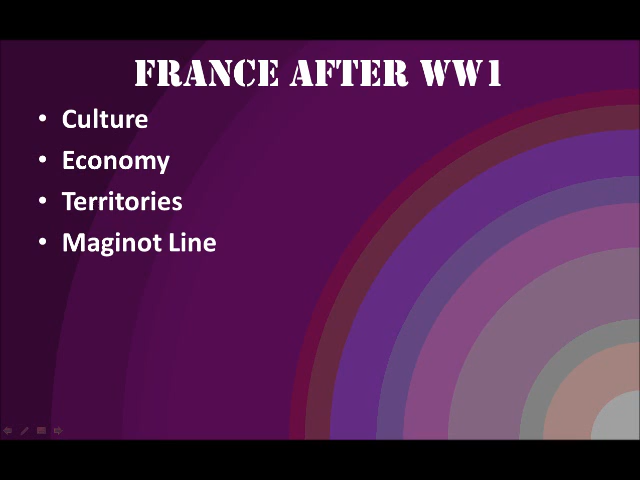 FRANCE AFTER WW1
• Culture
• Economy
• Territories
• Maginot Line